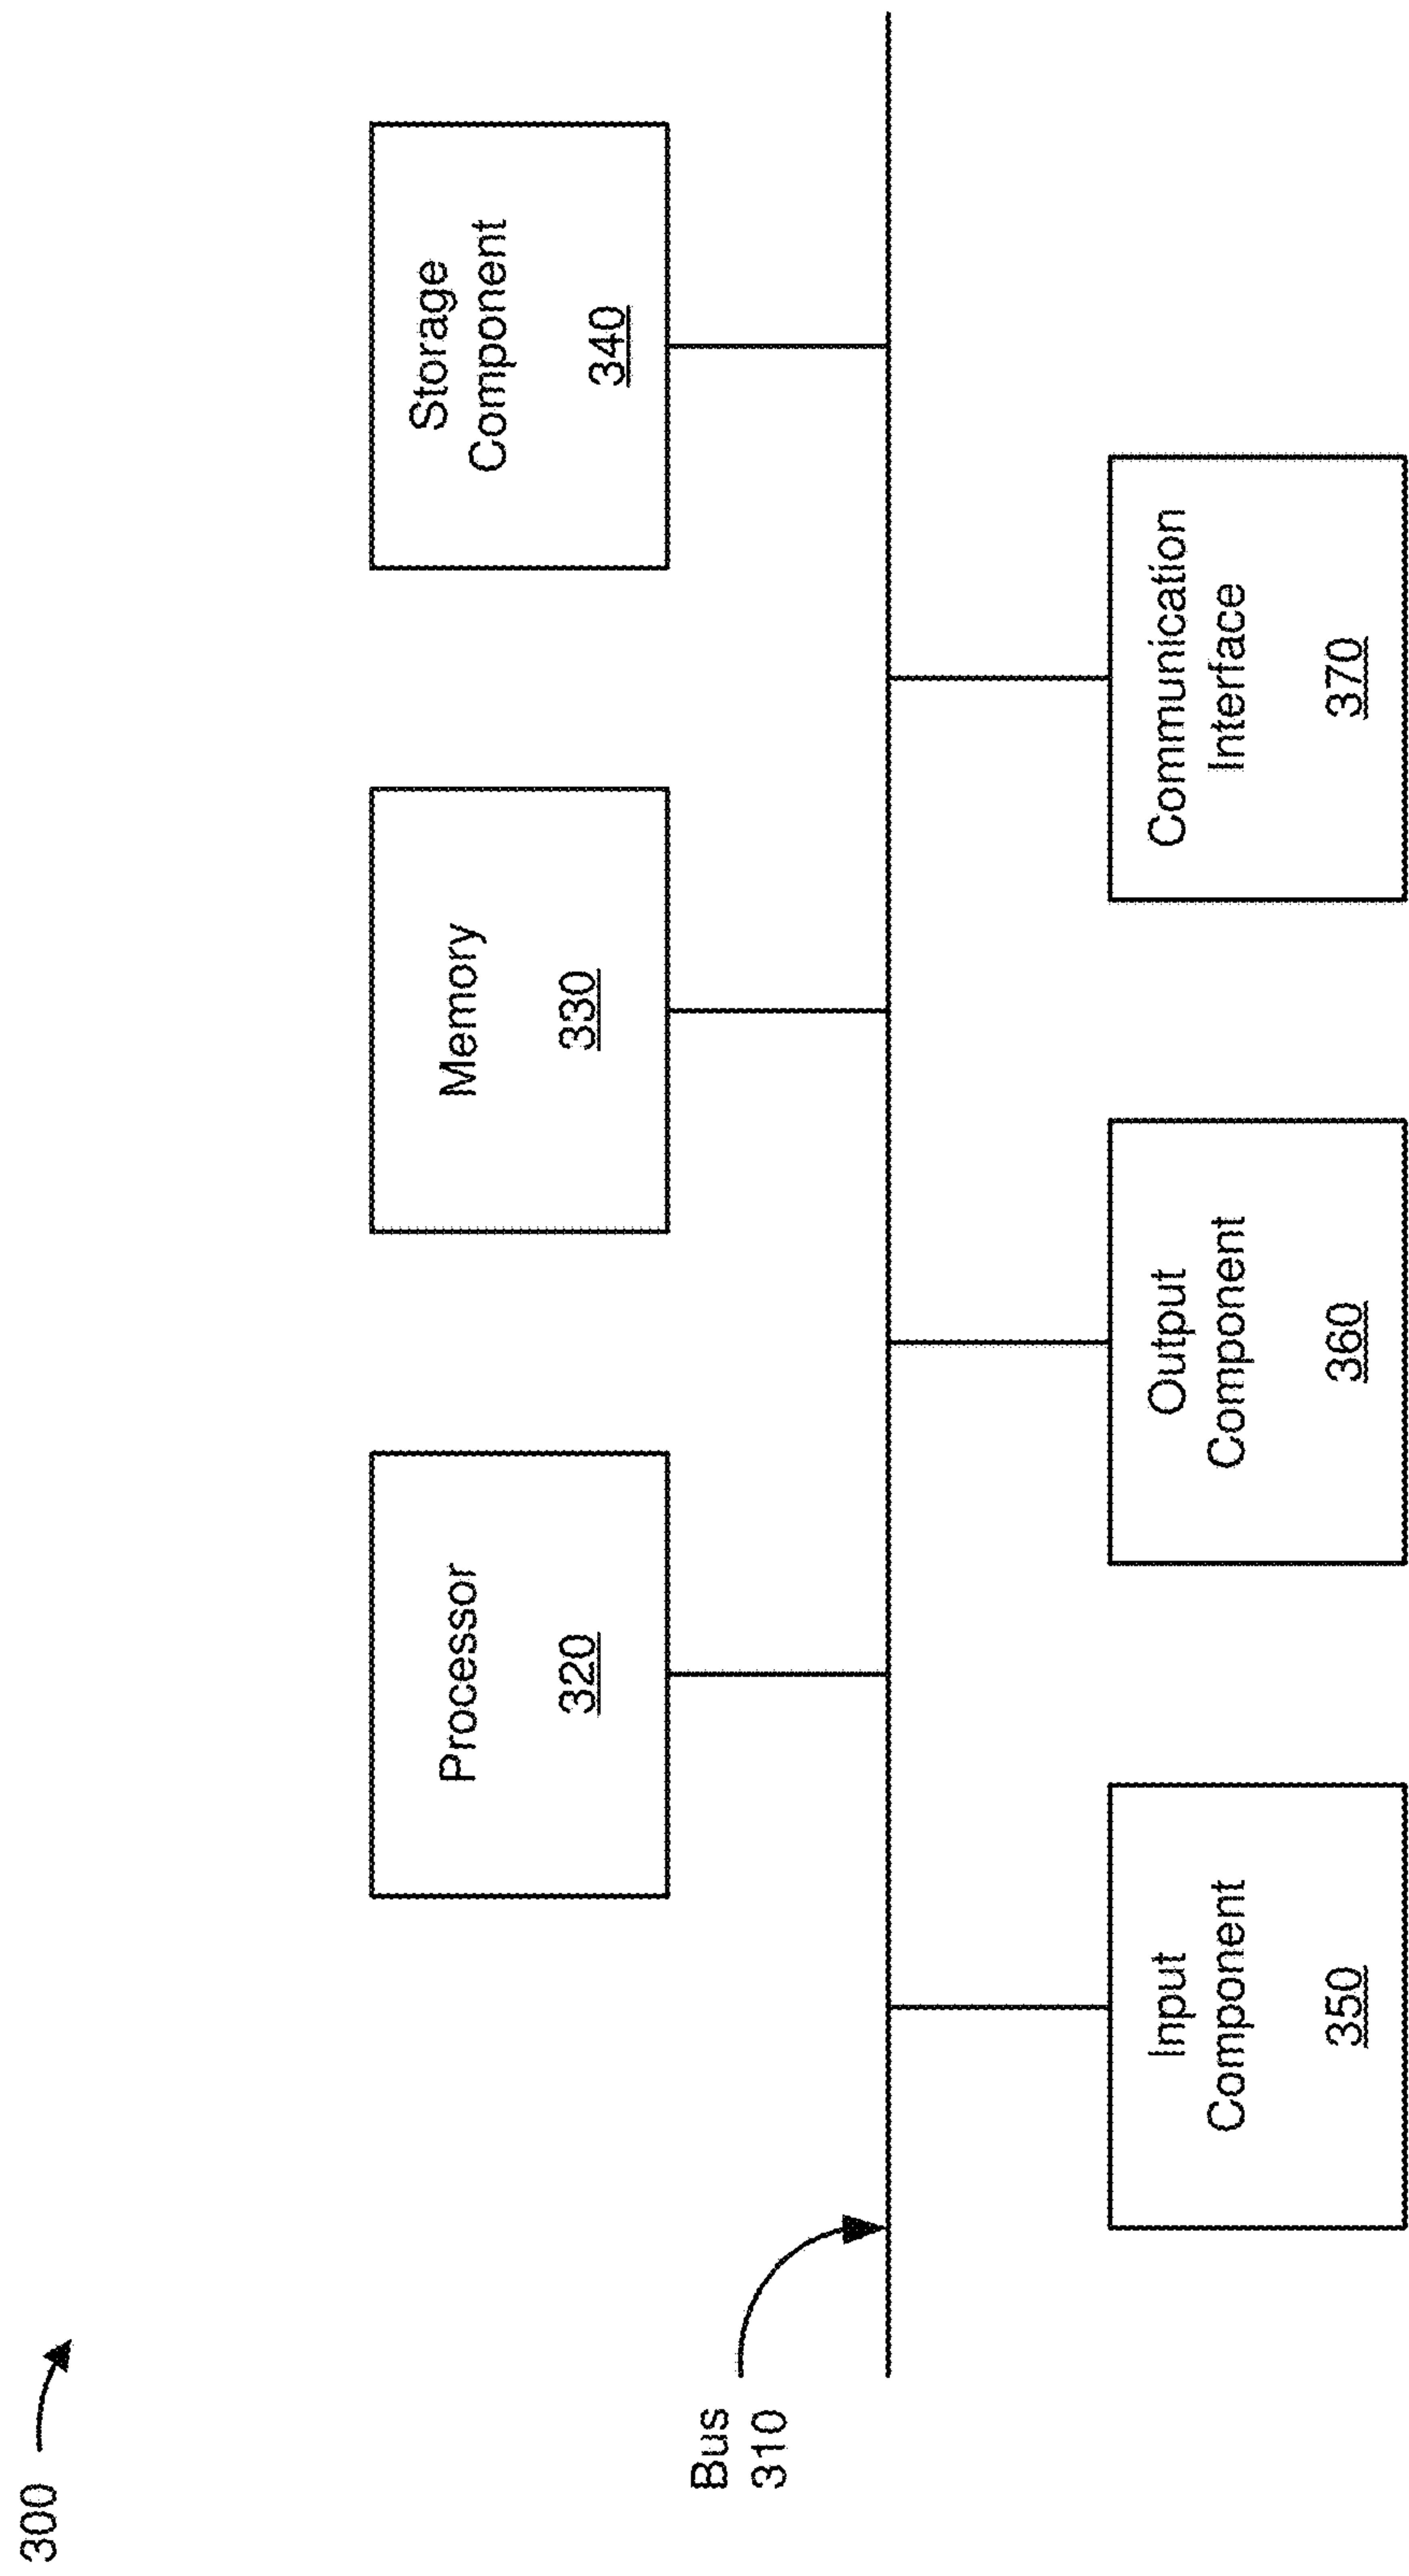 300
Processor
320
Memory
330
Storage
Component
340
Bus
310
Input
Component
350
Output
Component
360
Communication
Interface
370